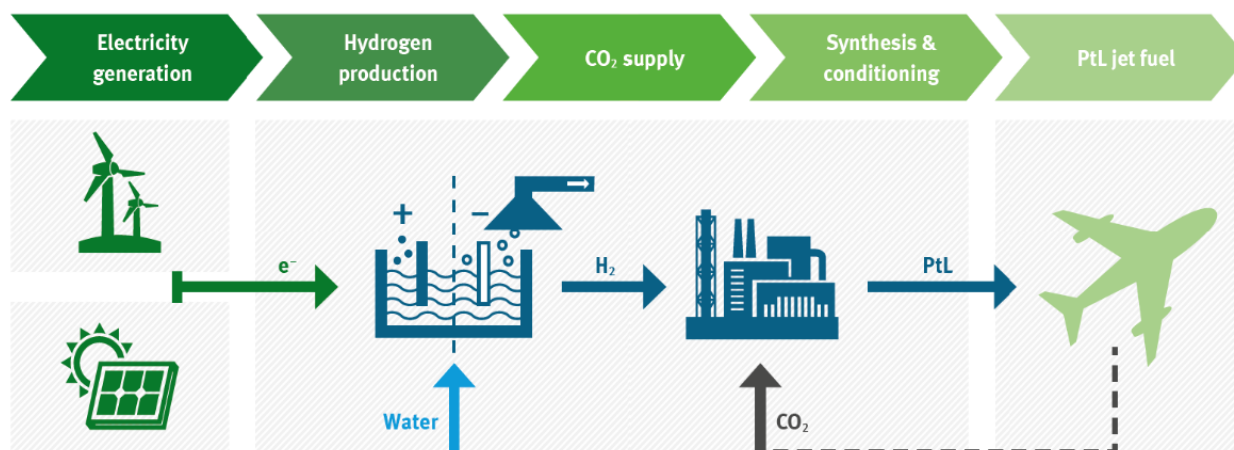 Electricity
generation
Hydrogen
production
CO₂ supply
Synthesis &
conditioning
PtL jet fuel
+
−
e⁻
H₂
PtL
Water
CO₂